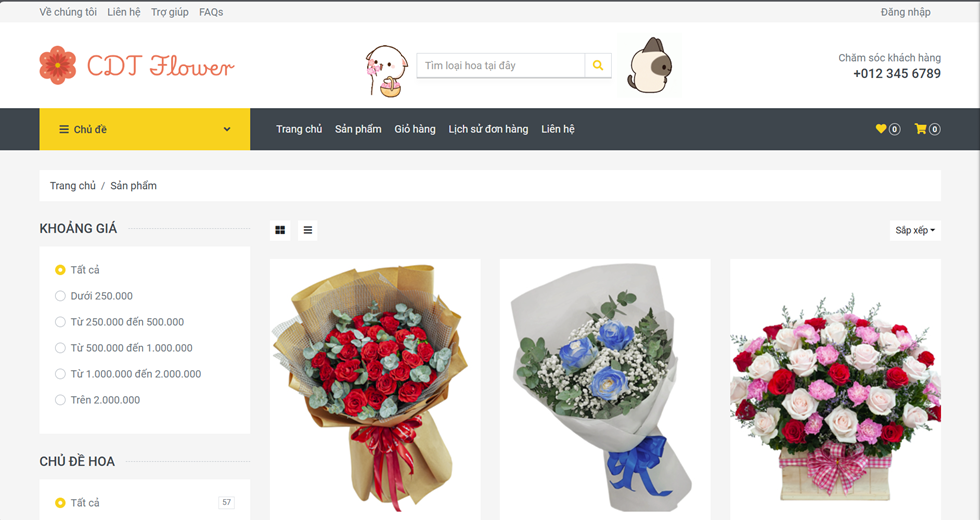 Về chúng tôi Liên hệ Trợ giúp FAQs Đăng nhập
CDT Flower
Tìm loại hoa tại đây
Chăm sóc khách hàng
+012 345 6789
Chủ đề Trang chủ Sản phẩm Giỏ hàng Lịch sử đơn hàng Liên hệ 0 0
Trang chủ / Sản phẩm
KHOẢNG GIÁ
Sắp xếp
Tất cả
Dưới 250.000
Từ 250.000 đến 500.000
Từ 500.000 đến 1.000.000
Từ 1.000.000 đến 2.000.000
Trên 2.000.000
CHỦ ĐỀ HOA
Tất cả 57